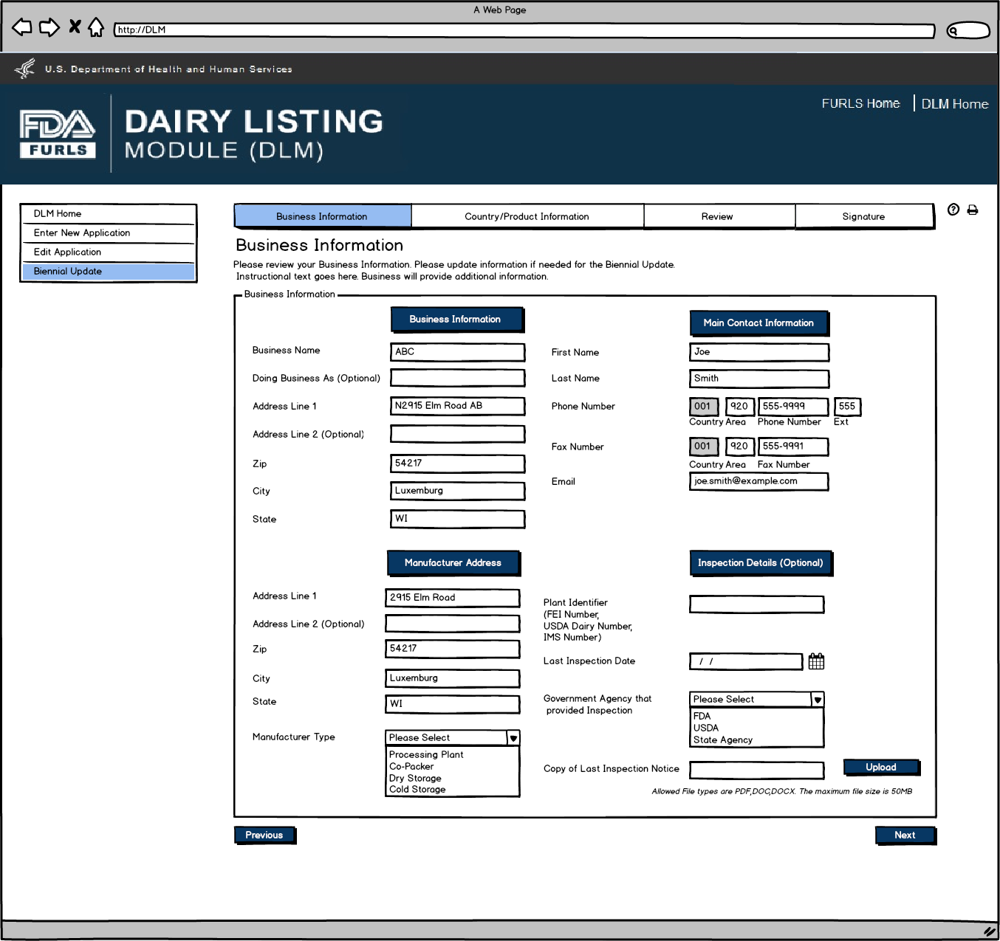 A Web Page
http://DLM
U.S. Department of Health and Human Services
FDA
FURLS
DAIRY LISTING
MODULE (DLM)
FURLS Home
DLM Home
DLM Home
Enter New Application
Edit Application
Biennial Update
Business Information
Country/Product Information
Review
Signature
?
Business Information
Please review your Business Information. Please update information if needed for the Biennial Update.
Instructional text goes here. Business will provide additional information.
Business Information
Business Information
Business Name
ABC
Doing Business As (Optional)
Address Line 1
N2915 Elm Road AB
Address Line 2 (Optional)
Zip
54217
City
Luxemburg
State
WI
Main Contact Information
First Name
Joe
Last Name
Smith
Phone Number
001 920 555-9999 555
Country Area Phone Number Ext
Fax Number
001 920 555-9991
Country Area Fax Number
Email
joe.smith@example.com
Manufacturer Address
Address Line 1
2915 Elm Road
Address Line 2 (Optional)
Zip
54217
City
Luxemburg
State
WI
Manufacturer Type
Please Select
Processing Plant
Co-Packer
Dry Storage
Cold Storage
Inspection Details (Optional)
Plant Identifier
(FEI Number,
USDA Dairy Number,
IMS Number)
Last Inspection Date
/ /
Government Agency that
provided Inspection
Please Select
FDA
USDA
State Agency
Copy of Last Inspection Notice
Upload
Allowed File types are PDF,DOC,DOCX. The maximum file size is 50MB
Previous
Next